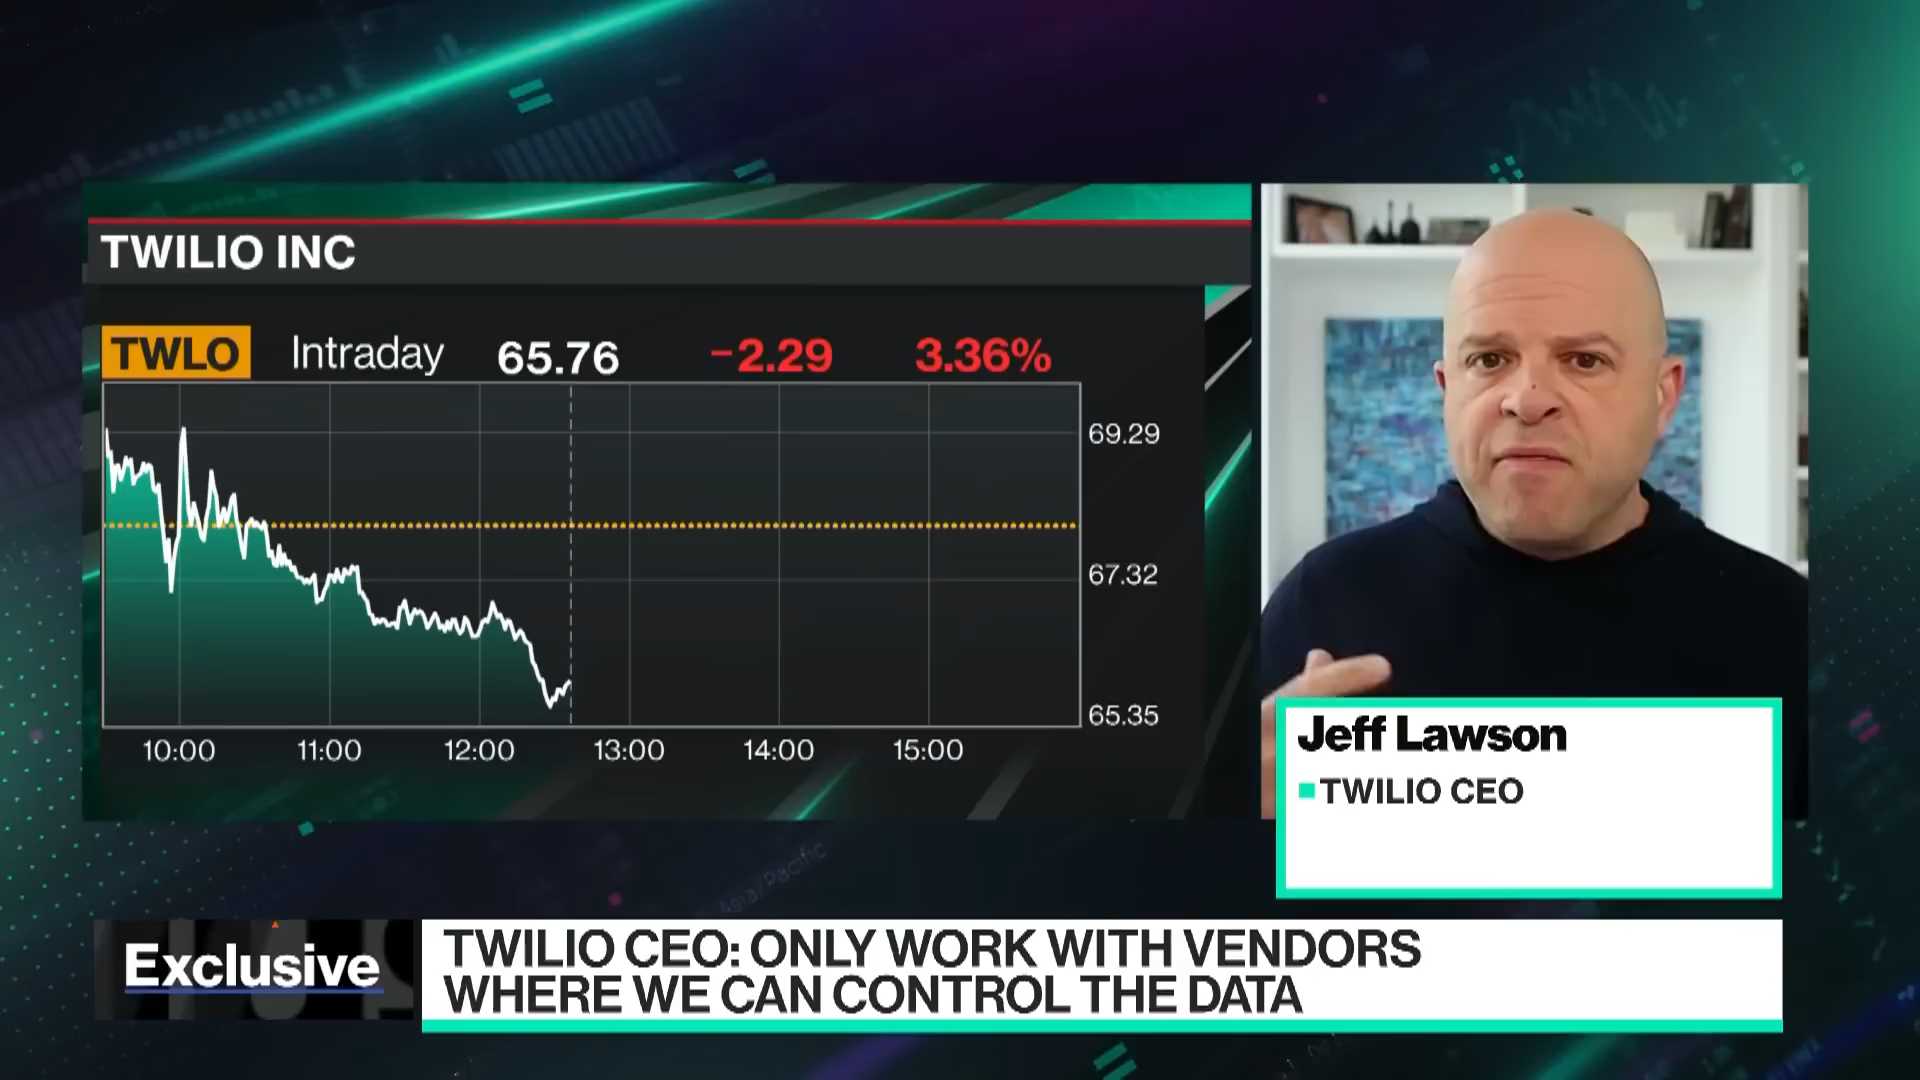 TWILIO INC
TWLO Intraday 65.76 -2.29 3.36%
69.29
67.32
65.35
10:00 11:00 12:00 13:00 14:00 15:00
Jeff Lawson
TWILIO CEO
Asia/Pacific
Exclusive
TWILIO CEO: ONLY WORK WITH VENDORS
WHERE WE CAN CONTROL THE DATA